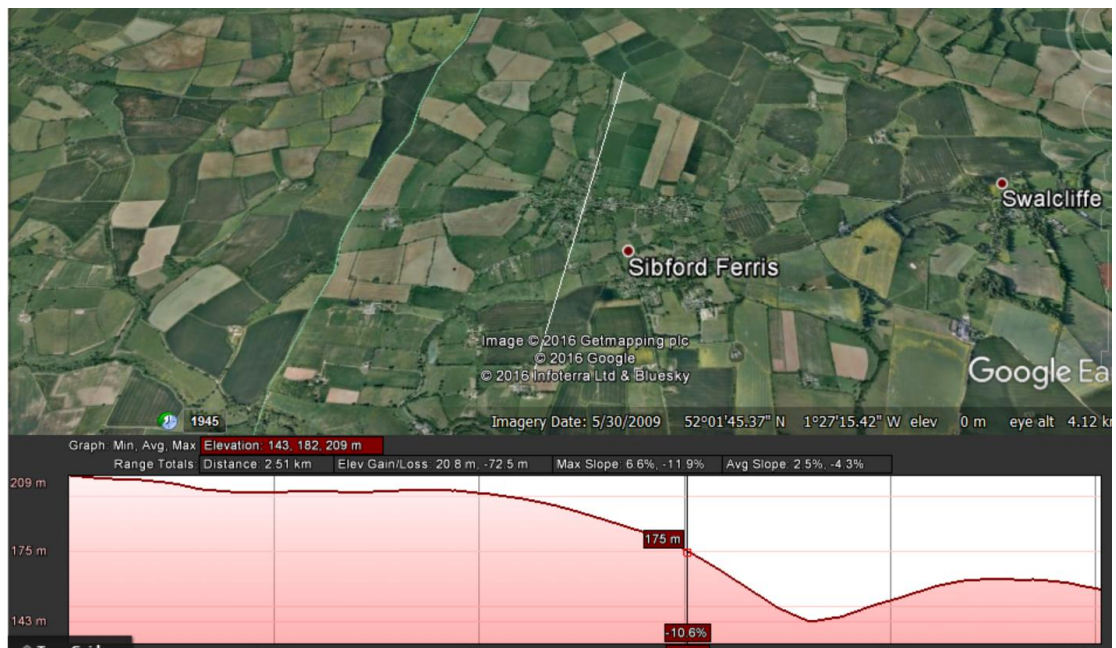 Swalcliffe
Sibford Ferris
Image © 2016 Getmapping plc
© 2016 Google
© 2016 Infoterra Ltd & Bluesky
Google Ea
1945
Imagery Date: 5/30/2009 52°01'45.37" N 1°27'15.42" W elev 0 m eye alt 4.12 k
Graph: Min, Avg, Max Elevation: 143, 182, 209 m
Range Totals: Distance: 2.51 km Elev Gain/Loss: 20.8 m, -72.5 m Max Slope: 6.6%, -11.9% Avg Slope: 2.5%, -4.3%
209 m
175 m
175 m
143 m
-10.6%